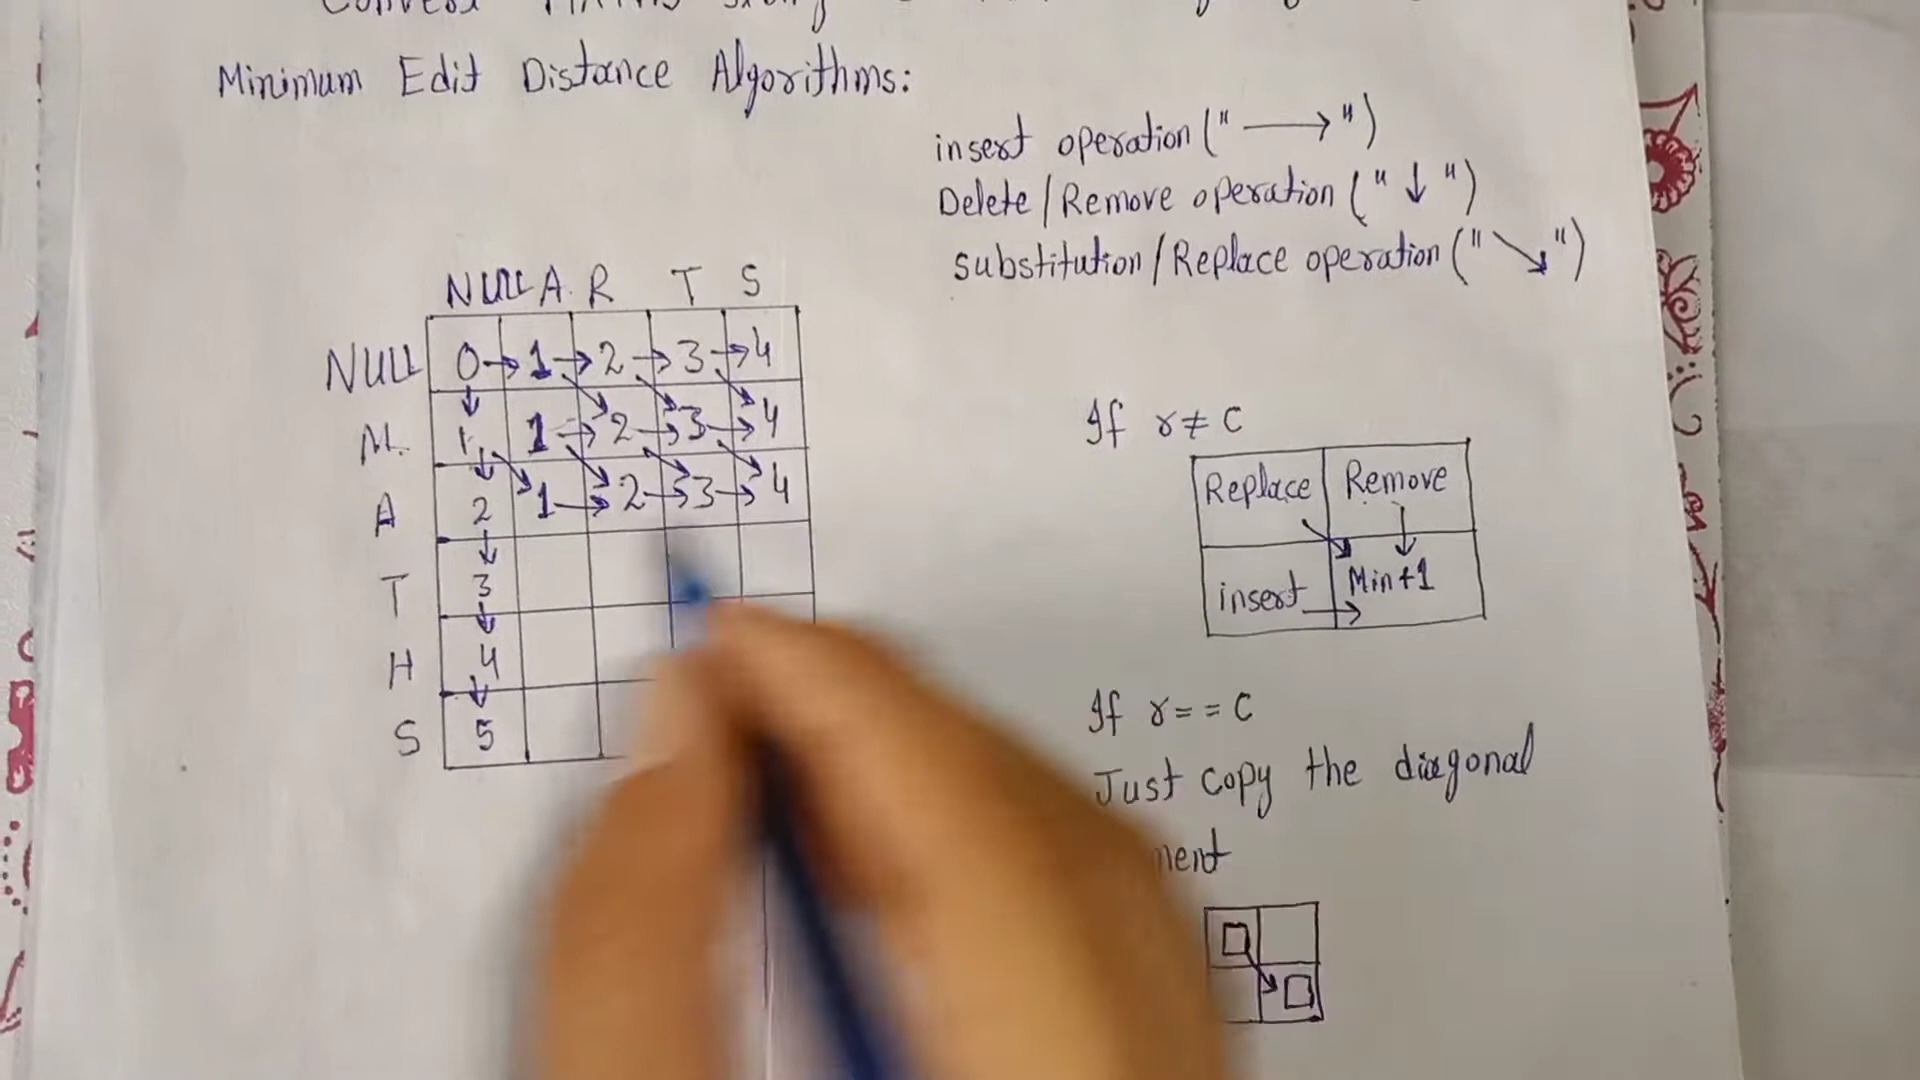 Minimum Edit Distance Algorithms:
insert operation ("⟶")
Delete/Remove operation ("↓")
substitution/Replace operation ("↘")
NULL A R T S
NULL 0→1→2→3→4
M 1 1→2→3→4
A 2 1→2→3→4
T 3
H 4
S 5
If r≠c
Replace Remove
insert Min+1
If r==c
Just copy the diagonal